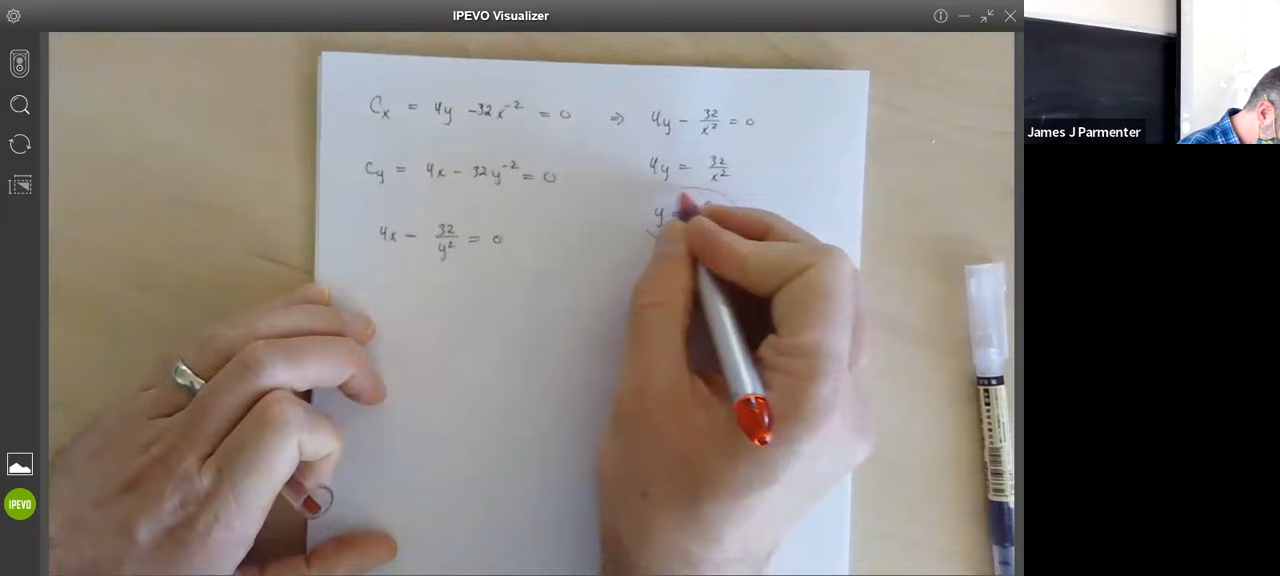 IPEVO Visualizer
Cx = 4y - 32x⁻² = 0 ⇒ 4y - 32/x² = 0
Cy = 4x - 32y⁻² = 0
4y = 32/x²
y =
4x - 32/y² = 0
James J Parmenter
IPEVO